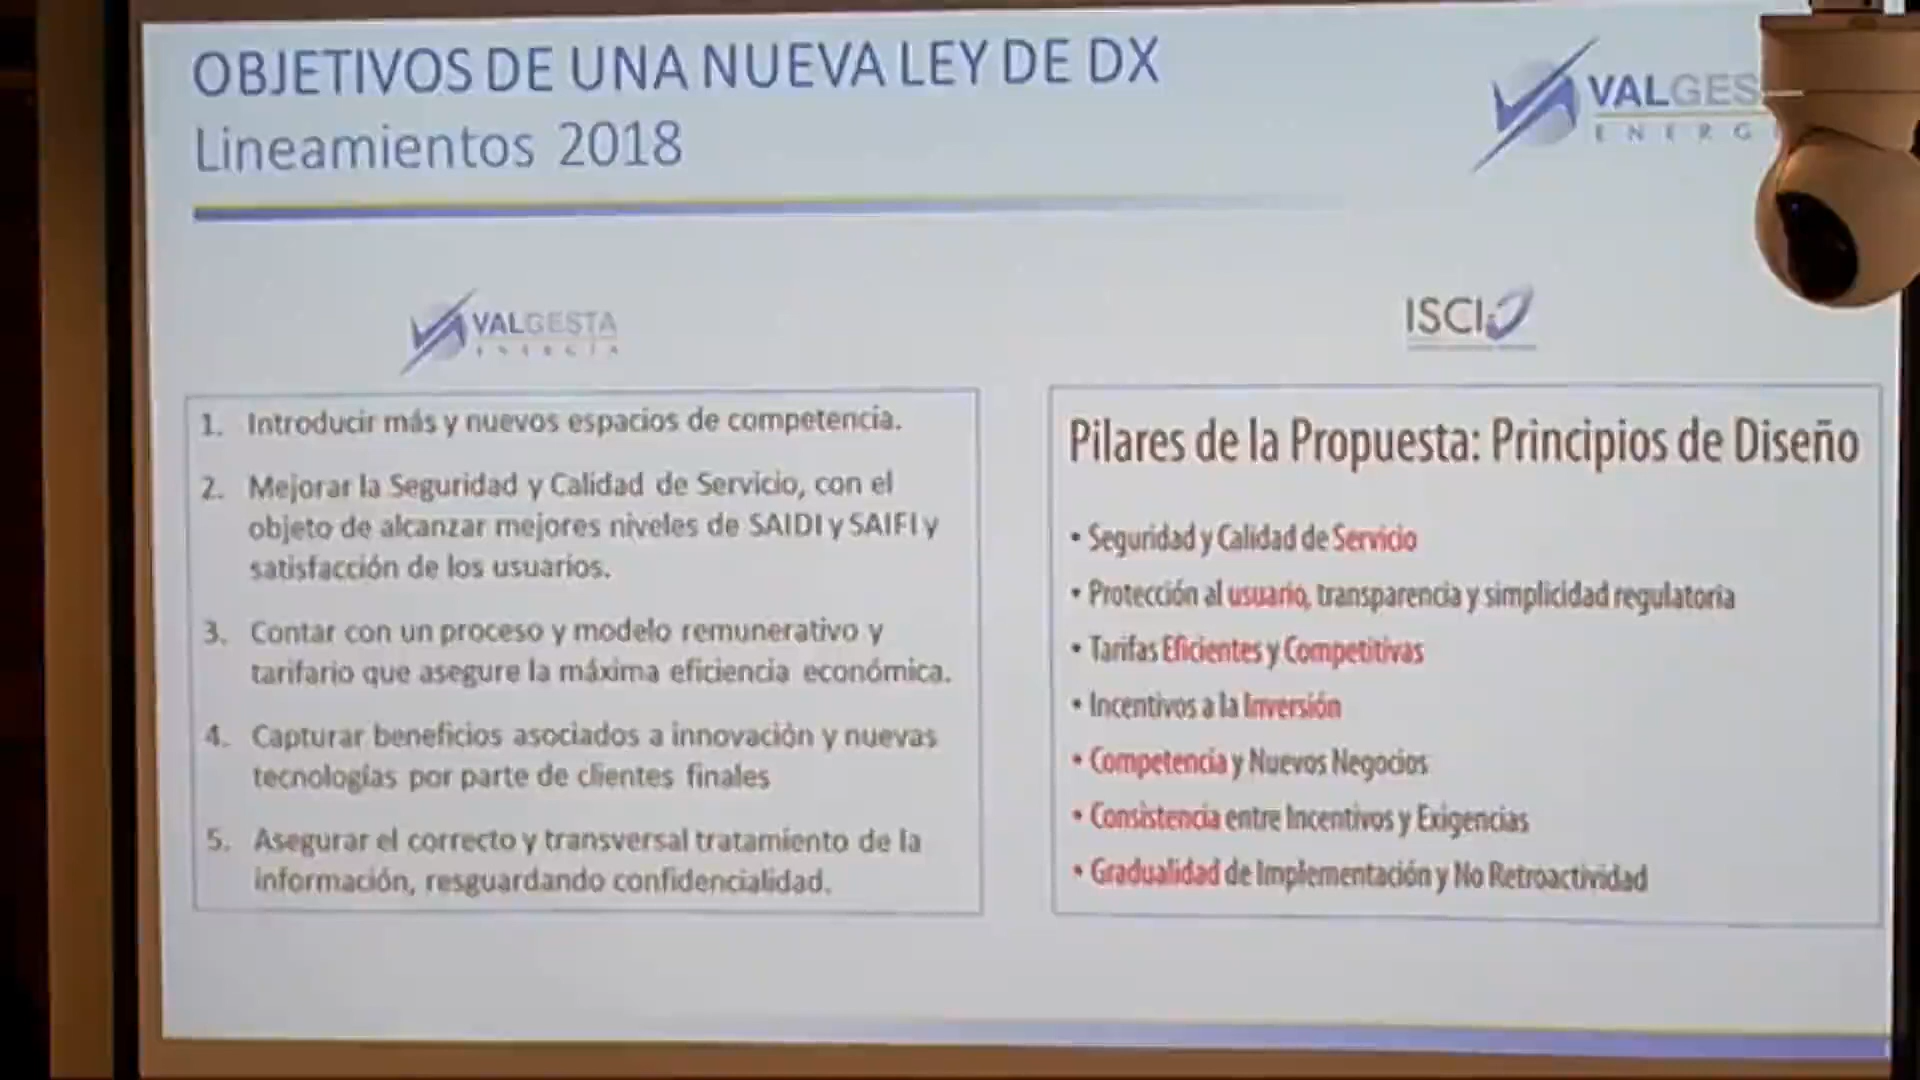 OBJETIVOS DE UNA NUEVA LEY DE DX
Lineamientos 2018
VALGES
ENERG
VALGESTA
ENERGÍA
1. Introducir más y nuevos espacios de competencia.
2. Mejorar la Seguridad y Calidad de Servicio, con el
objeto de alcanzar mejores niveles de SAIDI y SAIFI y
satisfacción de los usuarios.
3. Contar con un proceso y modelo remunerativo y
tarifario que asegure la máxima eficiencia económica.
4. Capturar beneficios asociados a innovación y nuevas
tecnologías por parte de clientes finales
5. Asegurar el correcto y transversal tratamiento de la
información, resguardando confidencialidad.
ISCI
Pilares de la Propuesta: Principios de Diseño
• Seguridad y Calidad de Servicio
• Protección al usuario, transparencia y simplicidad regulatoria
• Tarifas Eficientes y Competitivas
• Incentivos a la Inversión
• Competencia y Nuevos Negocios
• Consistencia entre Incentivos y Exigencias
• Gradualidad de Implementación y No Retroactividad